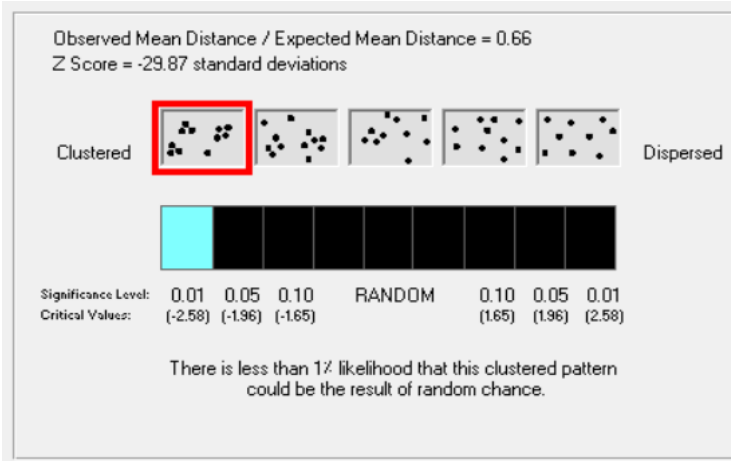 Observed Mean Distance / Expected Mean Distance = 0.66
Z Score = -29.87 standard deviations
Clustered
Dispersed
Significance Level: 0.01 0.05 0.10 RANDOM 0.10 0.05 0.01
Critical Values: (-2.58) (-1.96) (-1.65) (1.65) (1.96) (2.58)
There is less than 1% likelihood that this clustered pattern
could be the result of random chance.